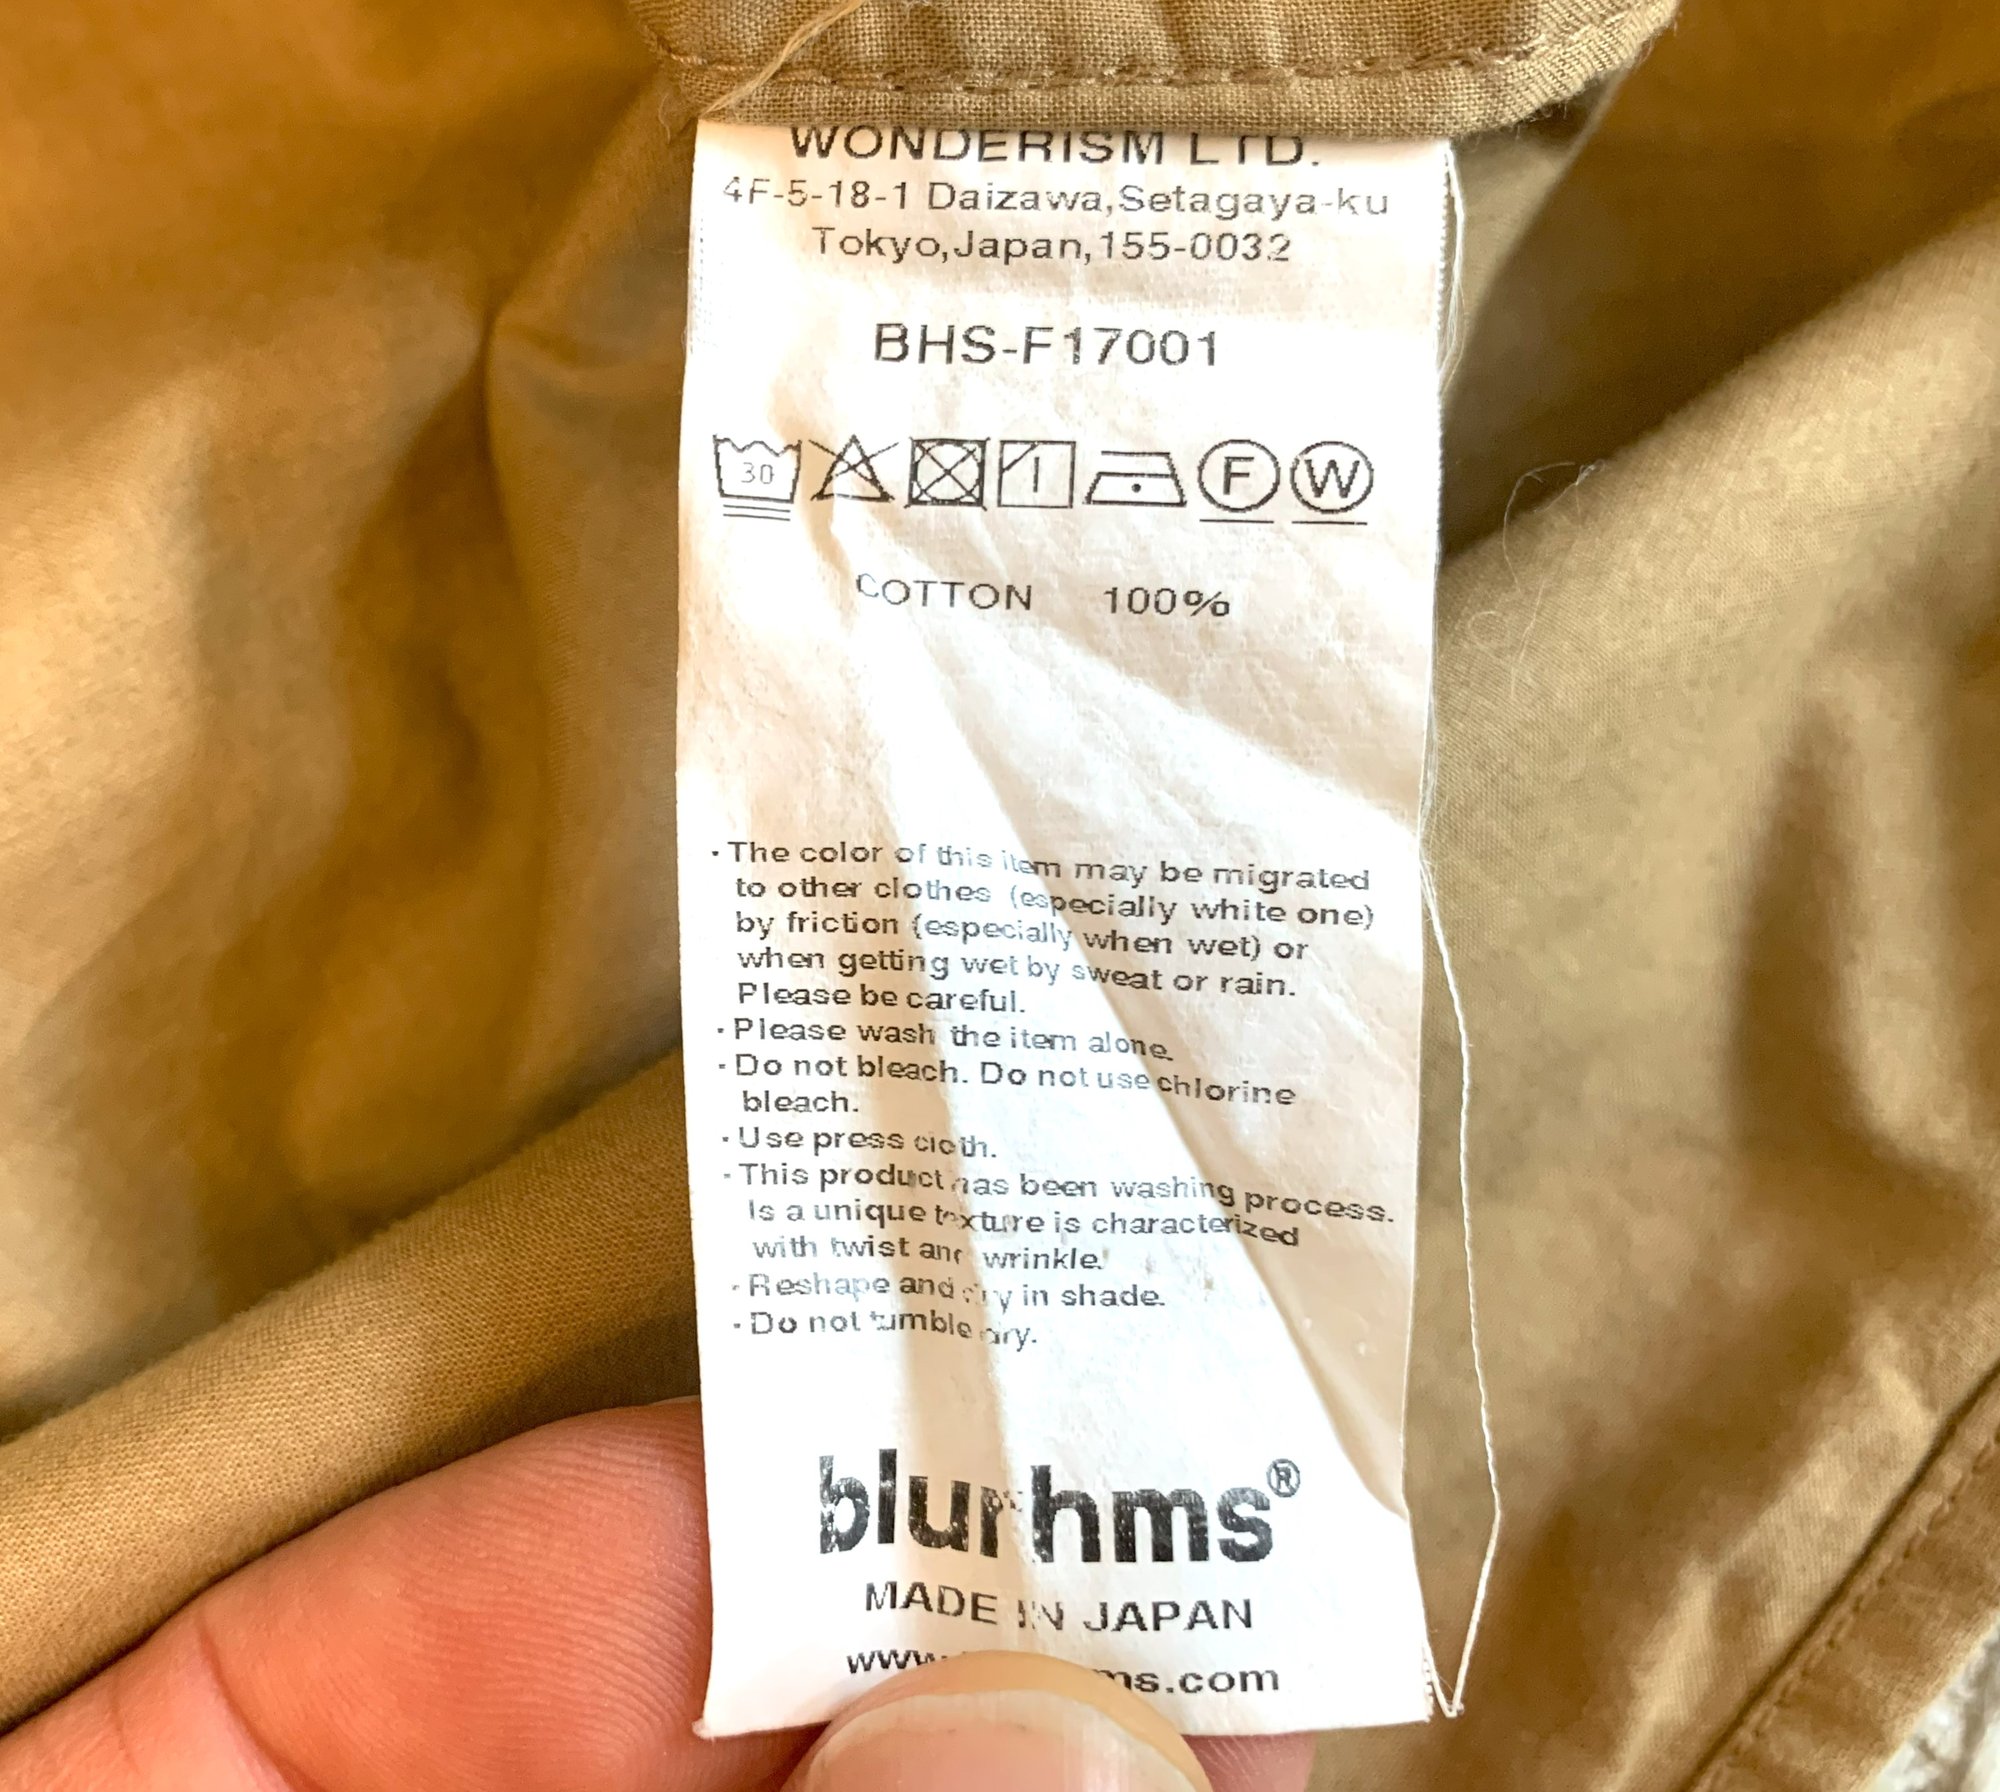 WONDERISM LTD.
4F-5-18-1 Daizawa,Setagaya-ku
Tokyo,Japan,155-0032
BHS-F17001
30 F W
COTTON 100%
・The color of this item may be migrated
to other clothes (especially white one)
by friction (especially when wet) or
when getting wet by sweat or rain.
Please be careful.
・Please wash the item alone.
・Do not bleach. Do not use chlorine
bleach.
・Use press cloth.
・This product has been washing process.
Is a unique texture is characterized
with twist and wrinkle.
・Reshape and dry in shade.
・Do not tumble dry.
blurhms®
MADE IN JAPAN
www. ms.com